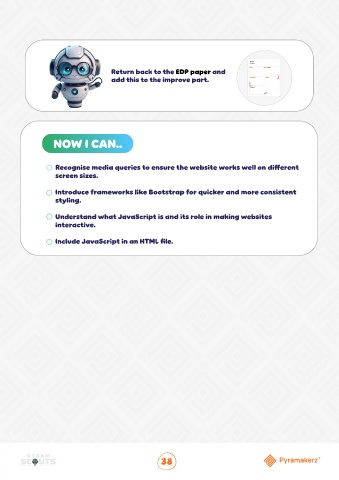 Return back to the EDP paper and
add this to the improve part.
NOW I CAN..
Recognise media queries to ensure the website works well on different
screen sizes.
Introduce frameworks like Bootstrap for quicker and more consistent
styling.
Understand what JavaScript is and its role in making websites
interactive.
Include JavaScript in an HTML file.
SCOUTS
38
Pyramakerz